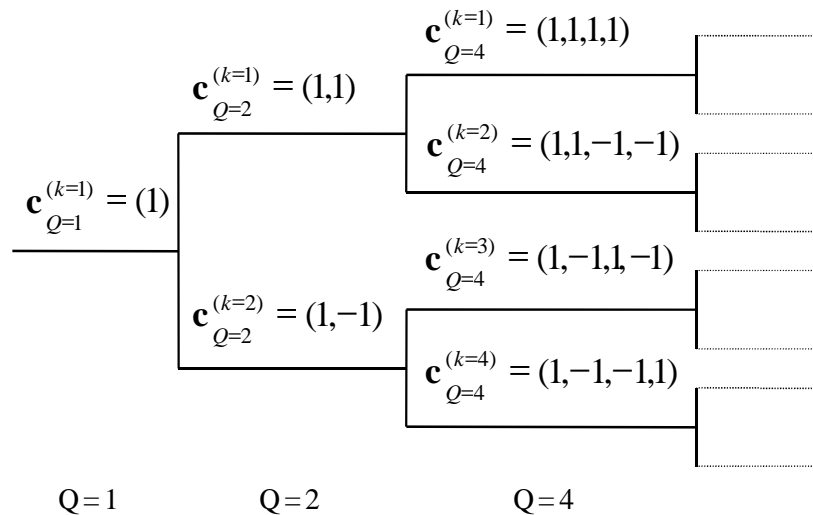 c_{Q=4}^{(k=1)} = (1,1,1,1)
c_{Q=2}^{(k=1)} = (1,1)
c_{Q=4}^{(k=2)} = (1,1,−1,−1)
c_{Q=1}^{(k=1)} = (1)
c_{Q=4}^{(k=3)} = (1,−1,1,−1)
c_{Q=2}^{(k=2)} = (1,−1)
c_{Q=4}^{(k=4)} = (1,−1,−1,1)
Q = 1 Q = 2 Q = 4